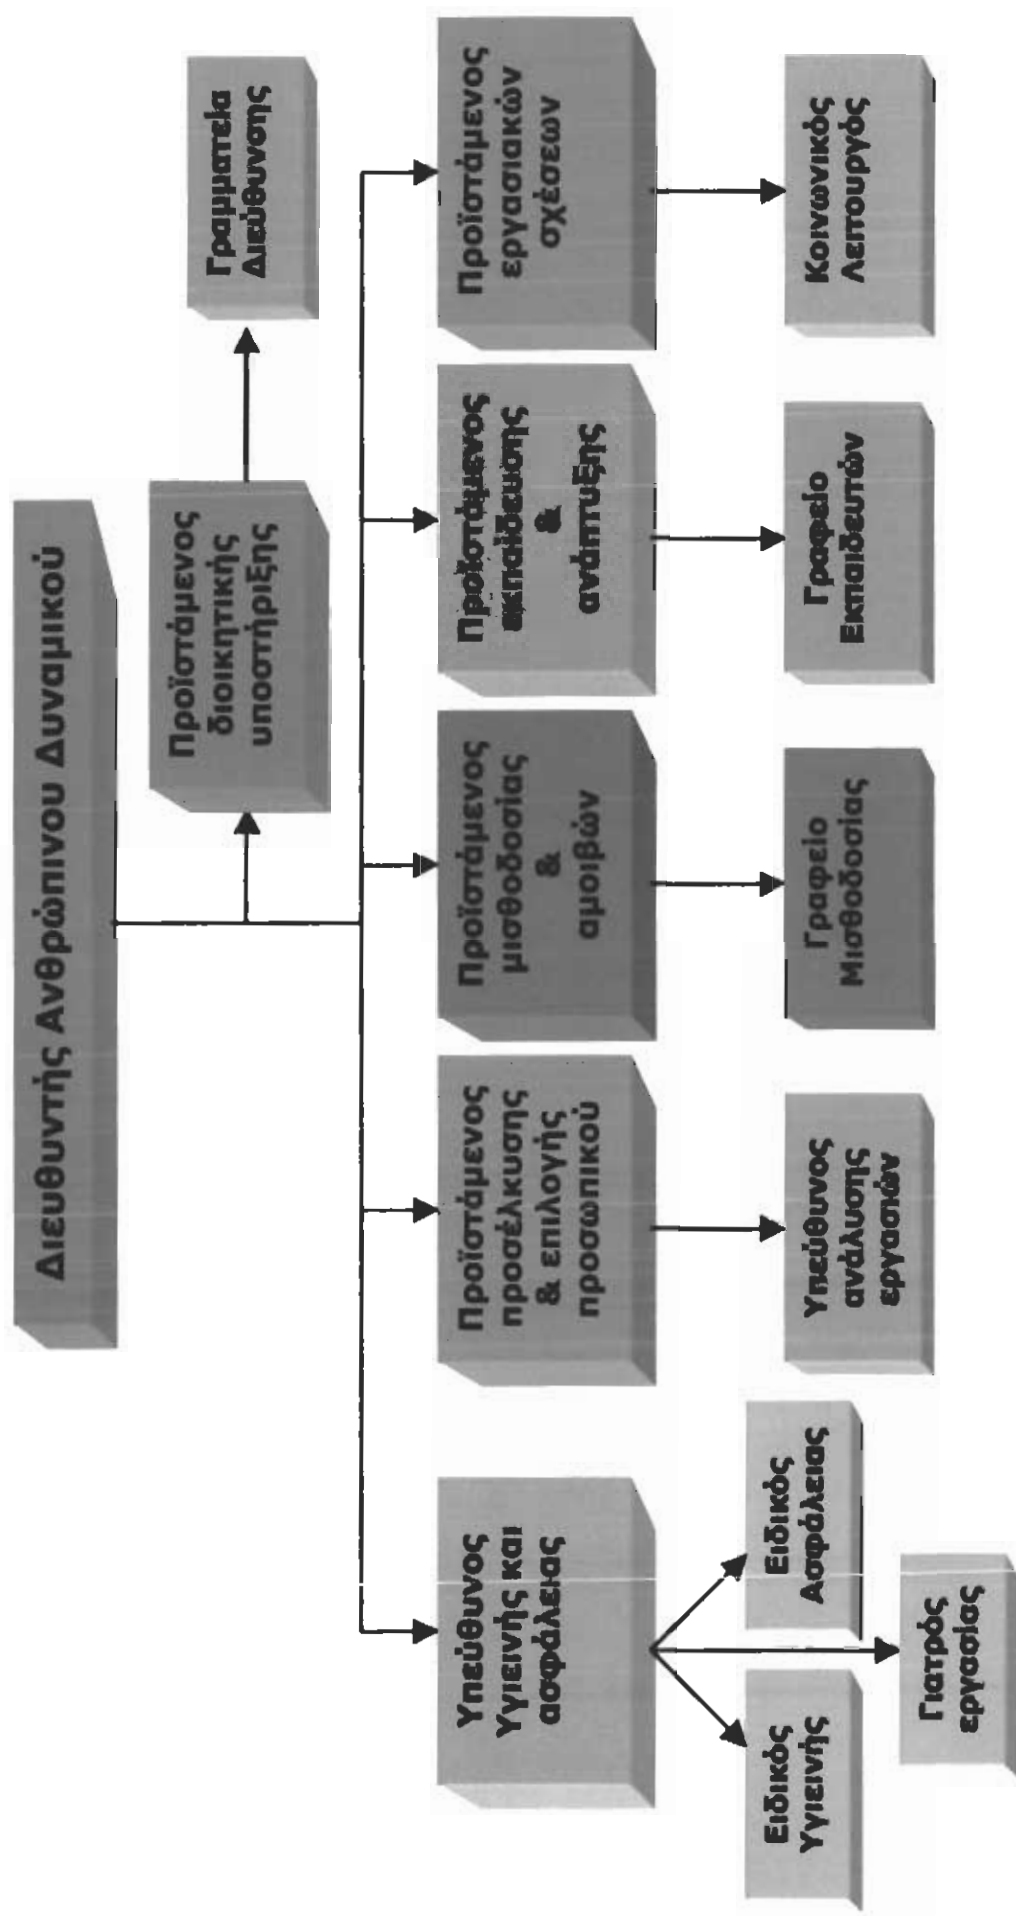 Διευθυντής Ανθρώπινου Δυναμικού
Προϊστάμενος
διοικητικής
υποστήριξης
Γραμματεία
Διεύθυνσης
Υπεύθυνος
Υγιεινής και
ασφάλειας
Προϊστάμενος
προσέλκυσης
& επιλογής
προσωπικού
Προϊστάμενος
μισθοδοσίας
&
αμοιβών
Προϊστάμενος
εκπαίδευσης
&
ανάπτυξης
Προϊστάμενος
εργασιακών
σχέσεων
Ειδικός
Υγιεινής
Ειδικός
Ασφάλειας
Γιατρός
εργασίας
Υπεύθυνος
ανάλυσης
εργασιών
Γραφείο
Μισθοδοσίας
Γραφείο
Εκπαιδευτών
Κοινωνικός
Λειτουργός